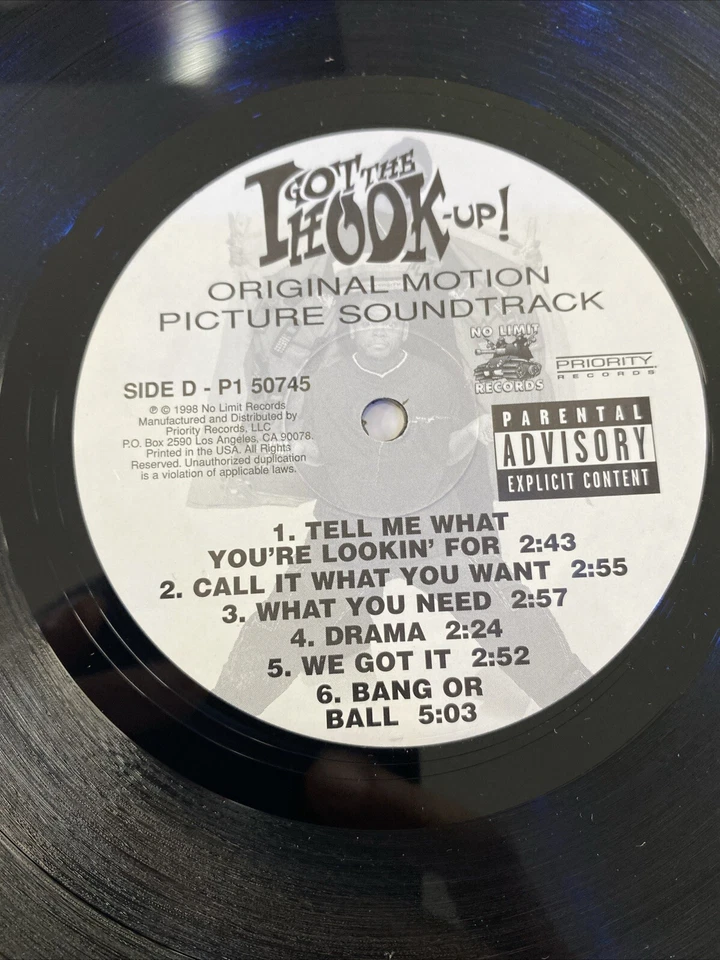 I GOT THE
HOOK-UP!
ORIGINAL MOTION
PICTURE SOUNDTRACK
NO LIMIT
RECORDS
PRIORITY
RECORDS
SIDE D - P1 50745
℗ © 1998 No Limit Records
Manufactured and Distributed by
Priority Records, LLC
P.O. Box 2590 Los Angeles, CA 90078.
Printed in the USA. All Rights
Reserved. Unauthorized duplication
is a violation of applicable laws.
PARENTAL
ADVISORY
EXPLICIT CONTENT
1. TELL ME WHAT
YOU'RE LOOKIN' FOR 2:43
2. CALL IT WHAT YOU WANT 2:55
3. WHAT YOU NEED 2:57
4. DRAMA 2:24
5. WE GOT IT 2:52
6. BANG OR
BALL 5:03